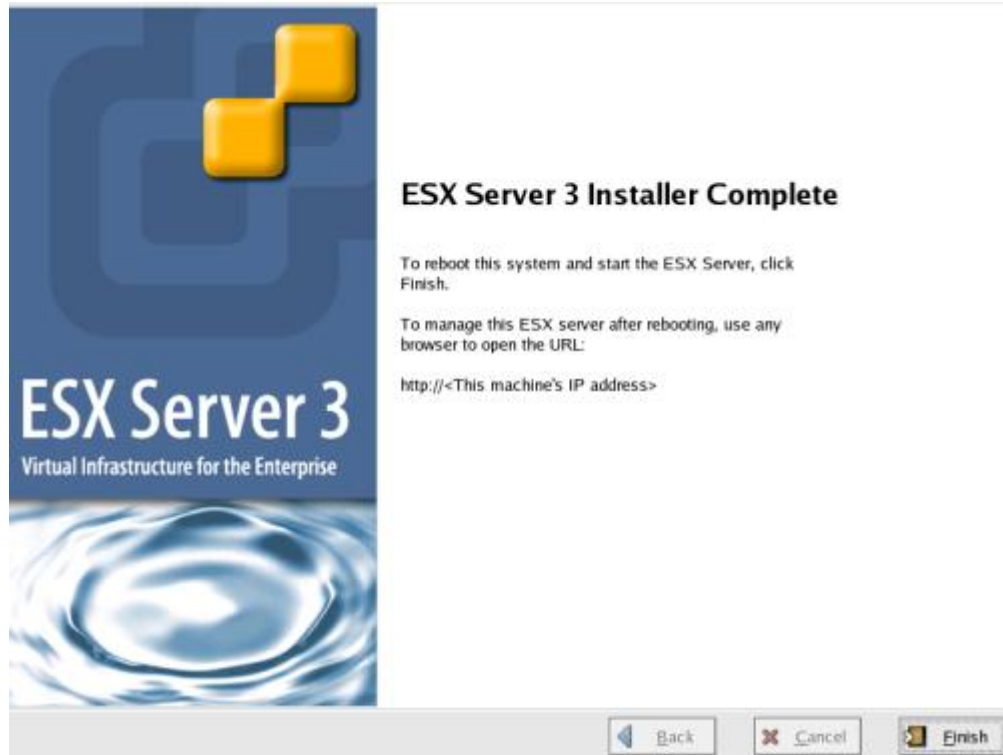 ESX Server 3
Virtual Infrastructure for the Enterprise
ESX Server 3 Installer Complete
To reboot this system and start the ESX Server, click
Finish.
To manage this ESX server after rebooting, use any
browser to open the URL:
http://<This machine's IP address>
Back
Cancel
Finish